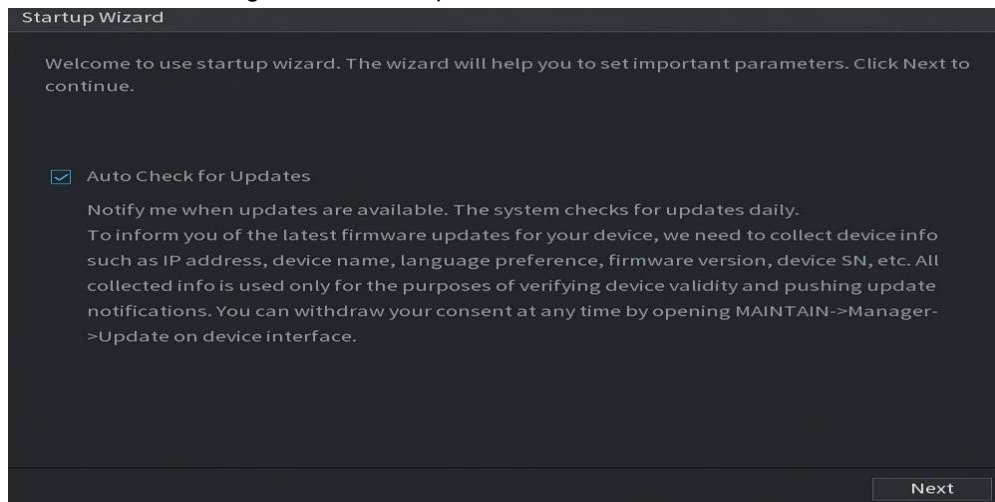 Startup Wizard
Welcome to use startup wizard. The wizard will help you to set important parameters. Click Next to
continue.
Auto Check for Updates
Notify me when updates are available. The system checks for updates daily.
To inform you of the latest firmware updates for your device, we need to collect device info
such as IP address, device name, language preference, firmware version, device SN, etc. All
collected info is used only for the purposes of verifying device validity and pushing update
notifications. You can withdraw your consent at any time by opening MAINTAIN->Manager-
>Update on device interface.
Next